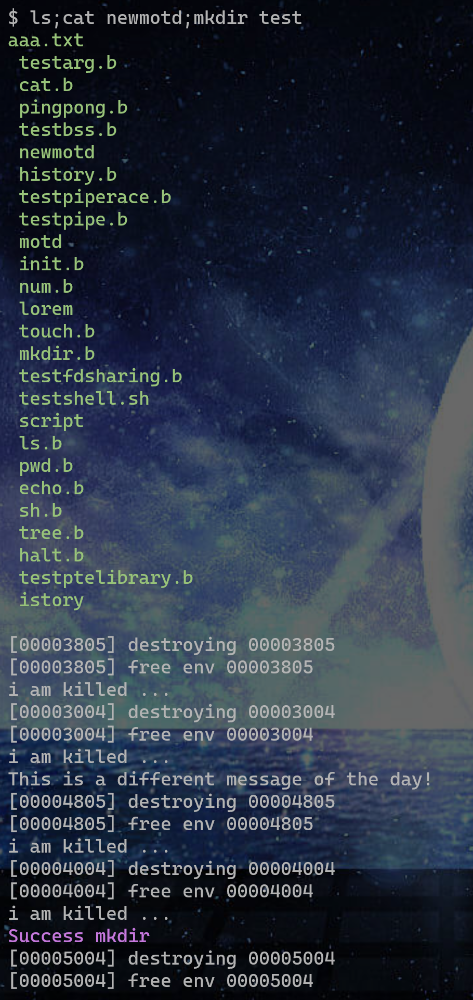 $ ls;cat newmotd;mkdir test
aaa.txt
 testarg.b
 cat.b
 pingpong.b
 testbss.b
 newmotd
 history.b
 testpiperace.b
 testpipe.b
 motd
 init.b
 num.b
 lorem
 touch.b
 mkdir.b
 testfdsharing.b
 testshell.sh
 script
 ls.b
 pwd.b
 echo.b
 sh.b
 tree.b
 halt.b
 testptelibrary.b
 istory

[00003805] destroying 00003805
[00003805] free env 00003805
i am killed ...
[00003004] destroying 00003004
[00003004] free env 00003004
i am killed ...
This is a different message of the day!
[00004805] destroying 00004805
[00004805] free env 00004805
i am killed ...
[00004004] destroying 00004004
[00004004] free env 00004004
i am killed ...
Success mkdir
[00005004] destroying 00005004
[00005004] free env 00005004